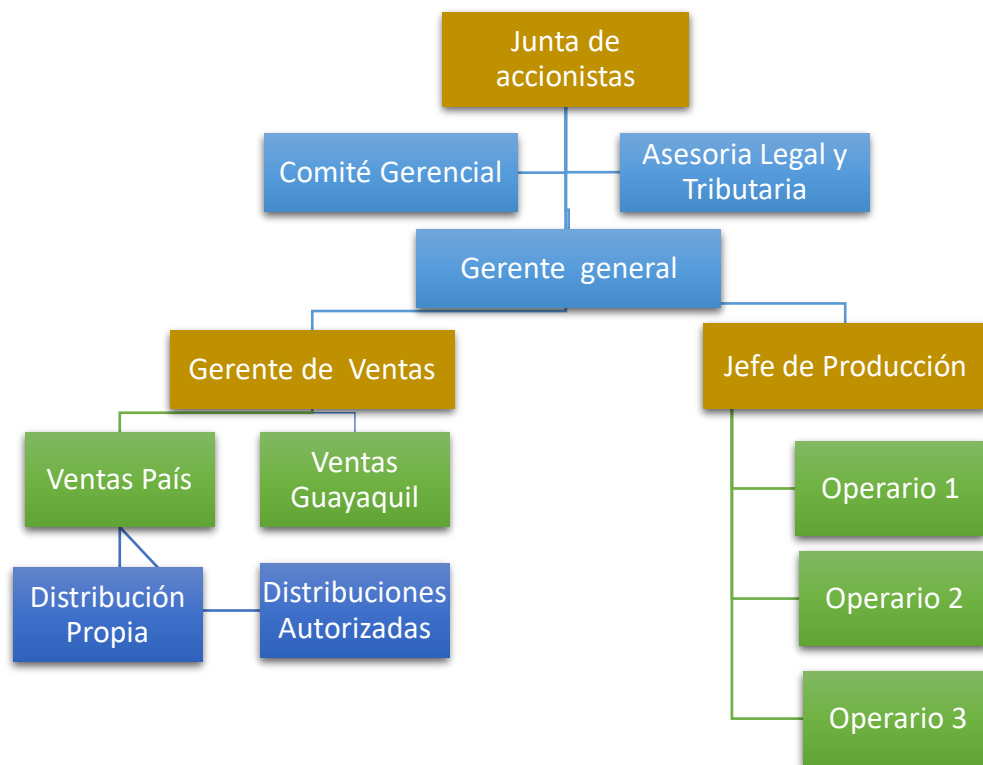 Junta de
accionistas
Comité Gerencial
Asesoria Legal y
Tributaria
Gerente general
Gerente de Ventas
Jefe de Producción
Ventas País
Ventas
Guayaquil
Operario 1
Distribución
Propia
Distribuciones
Autorizadas
Operario 2
Operario 3